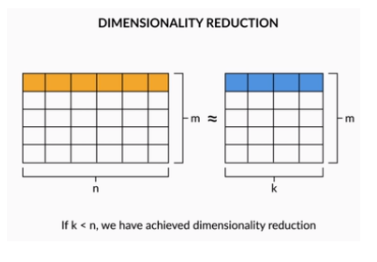 DIMENSIONALITY REDUCTION
m ≈ m
n k
If k < n, we have achieved dimensionality reduction